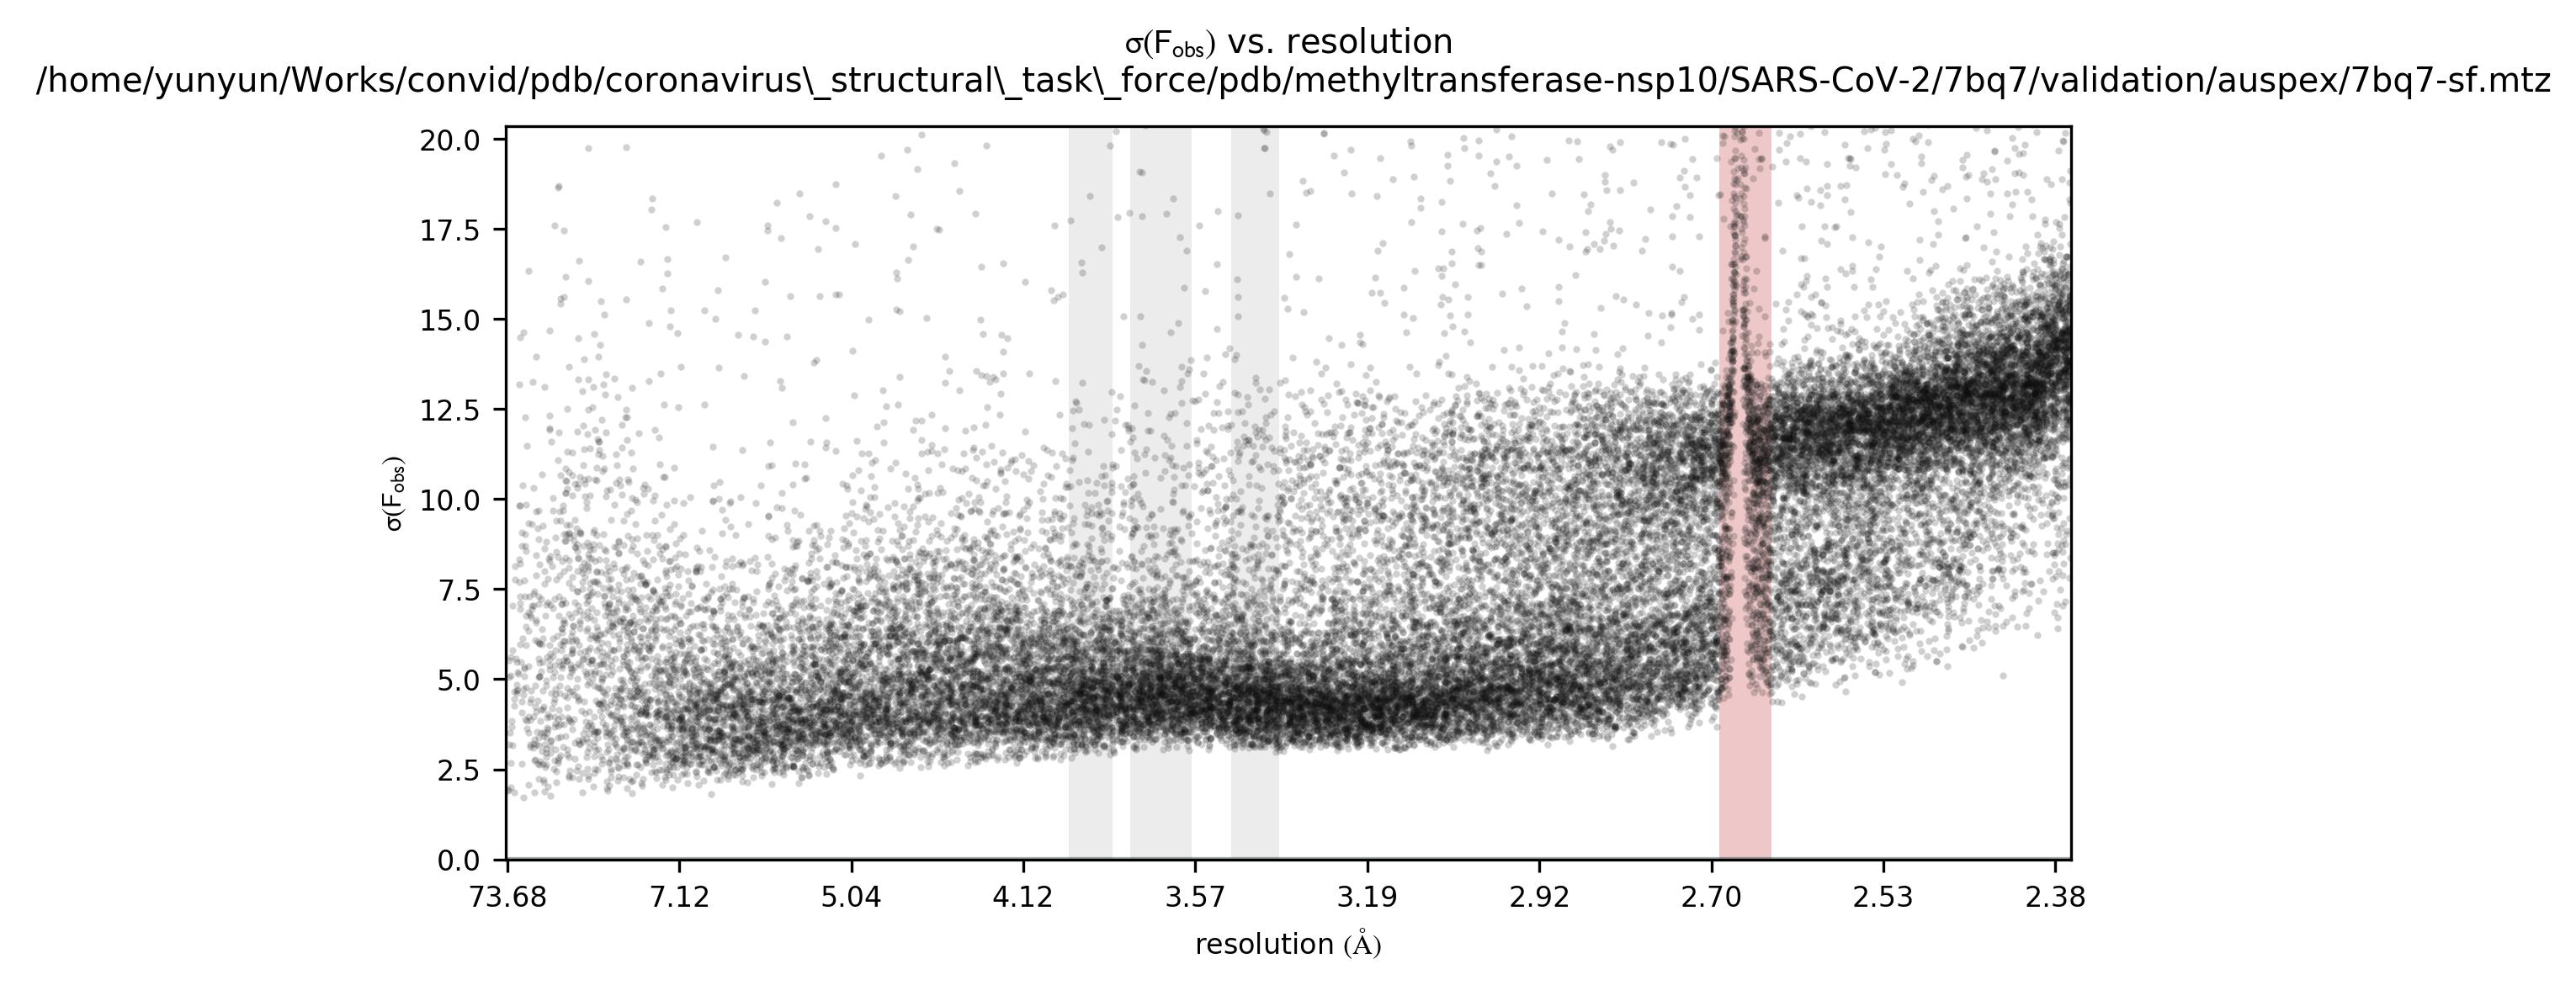 σ(Fobs) vs. resolution
/home/yunyun/Works/convid/pdb/coronavirus\_structural\_task\_force/pdb/methyltransferase-nsp10/SARS-CoV-2/7bq7/validation/auspex/7bq7-sf.mtz
20.0
17.5
15.0
12.5
10.0
7.5
5.0
2.5
0.0
σ(Fobs)
73.68 7.12 5.04 4.12 3.57 3.19 2.92 2.70 2.53 2.38
resolution (Å)